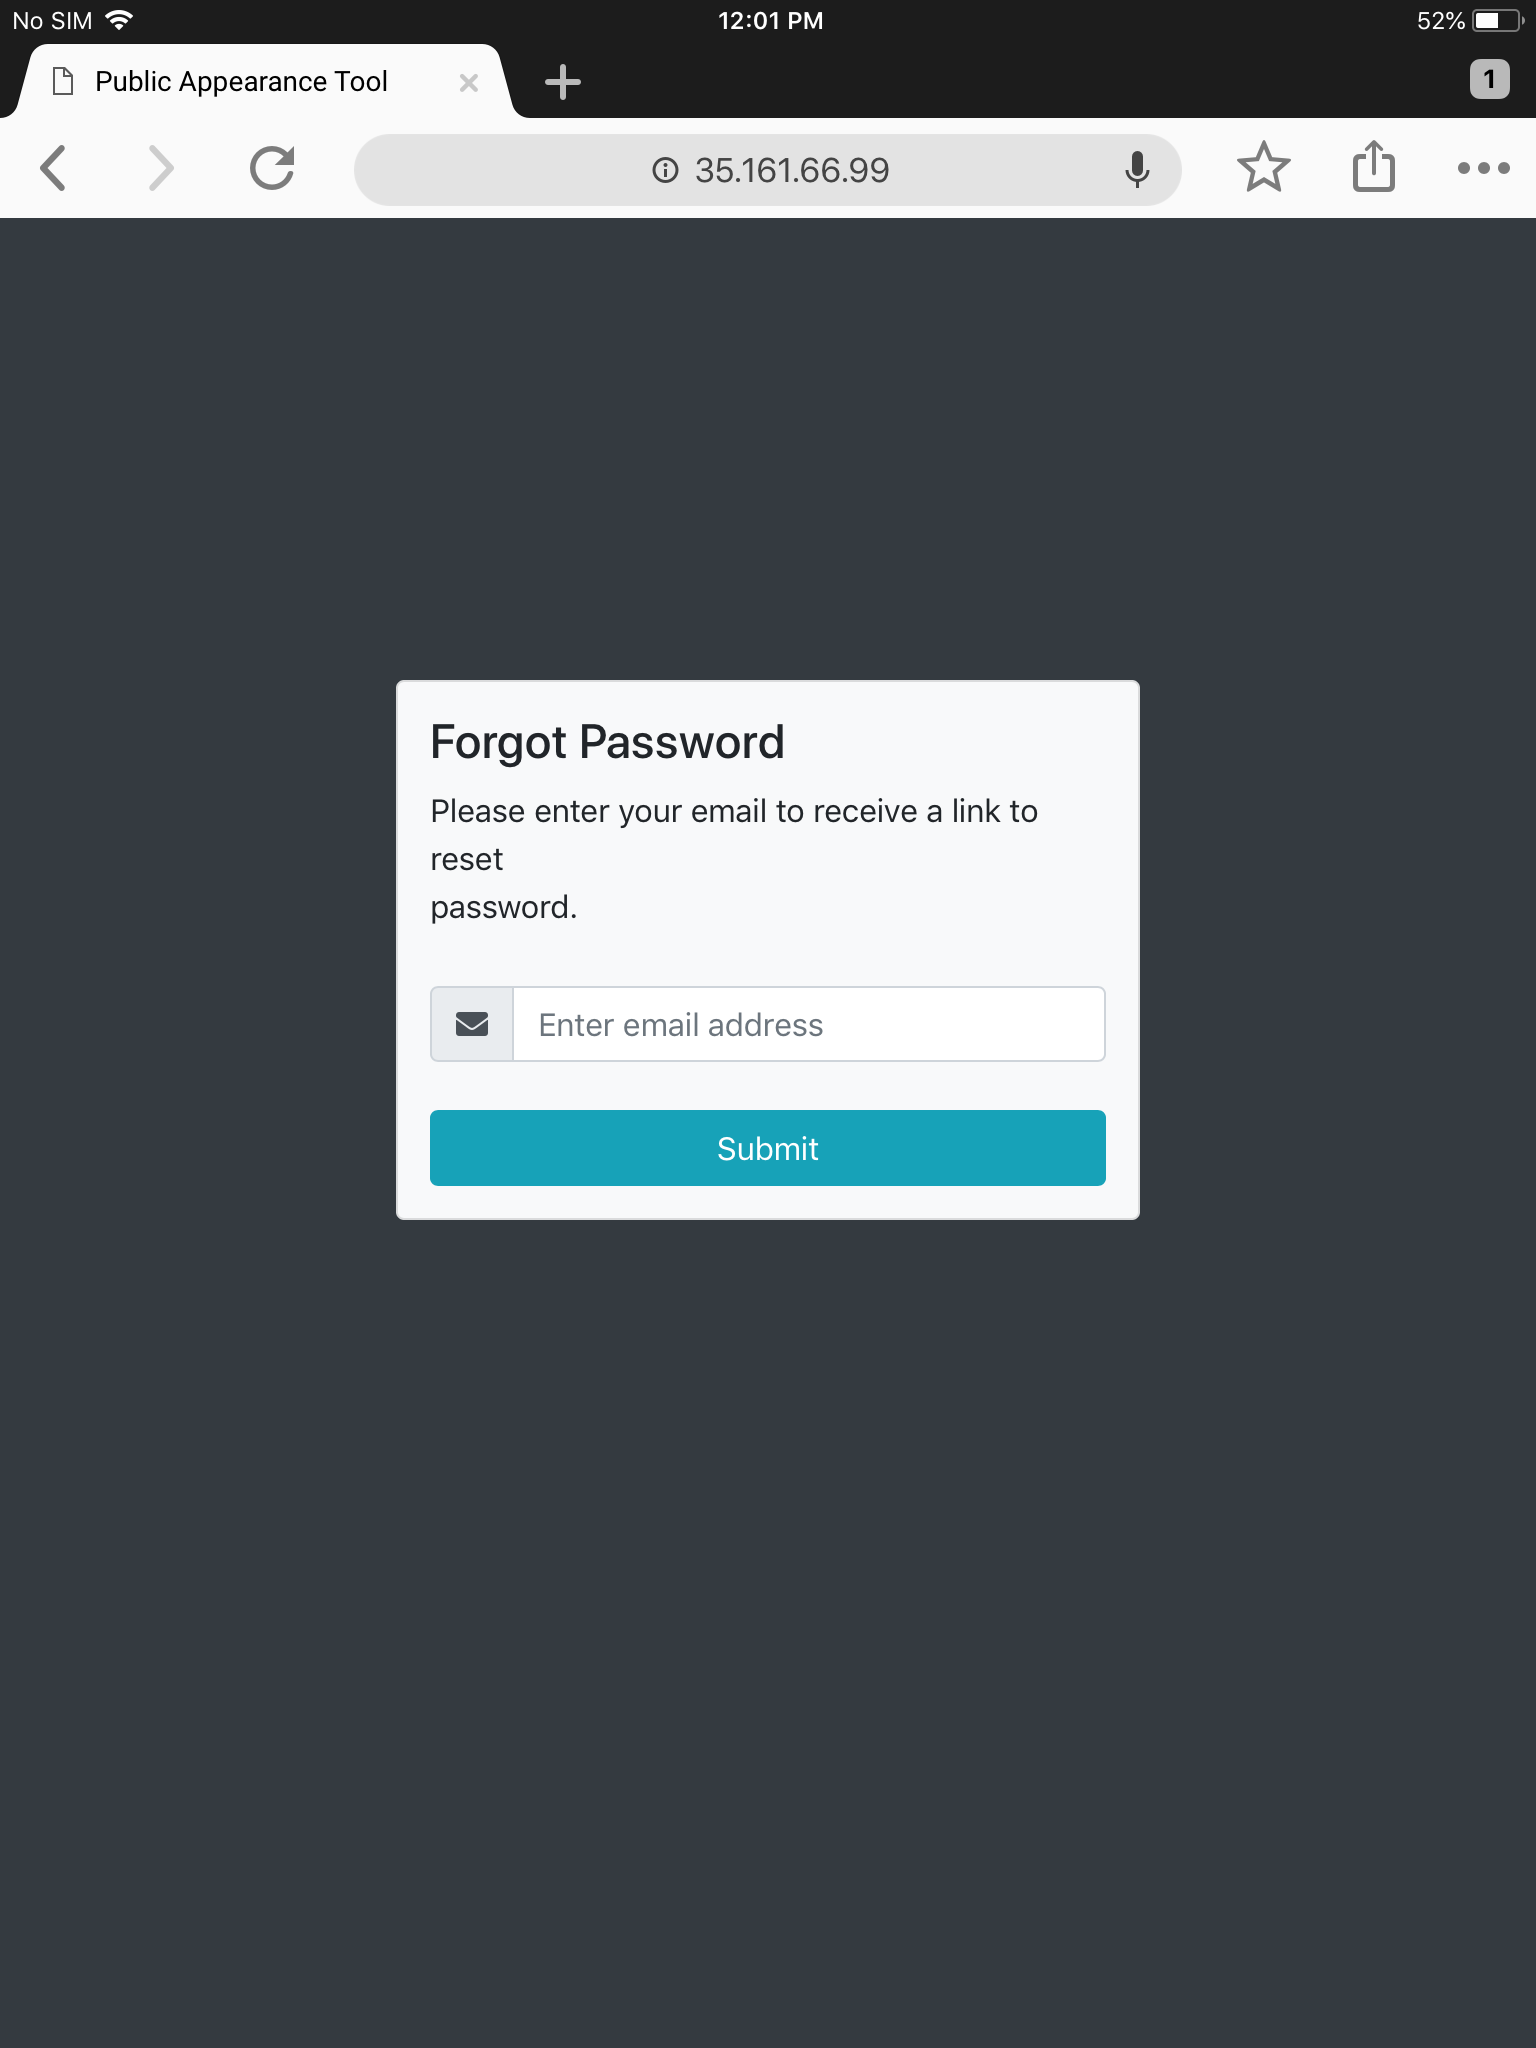 No SIM 12:01 PM 52%
Public Appearance Tool 1
35.161.66.99
Forgot Password
Please enter your email to receive a link to
reset
password.
Enter email address
Submit